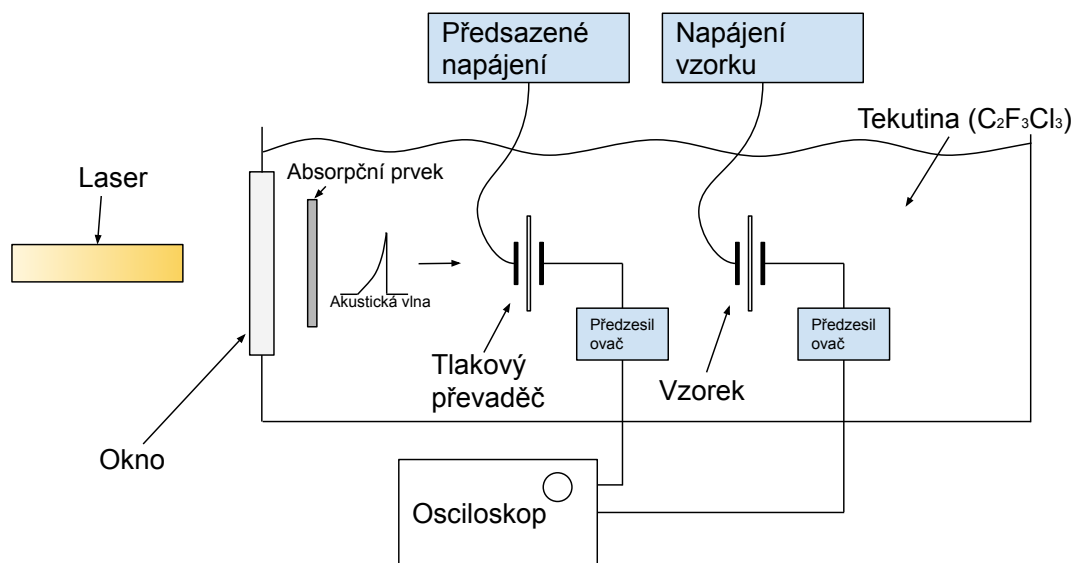 Předsazené
napájení
Napájení
vzorku
Tekutina (C₂F₃Cl₃)
Laser
Absorpční prvek
Akustická vlna
Předzesil
ovač
Předzesil
ovač
Tlakový
převaděč
Vzorek
Okno
Osciloskop